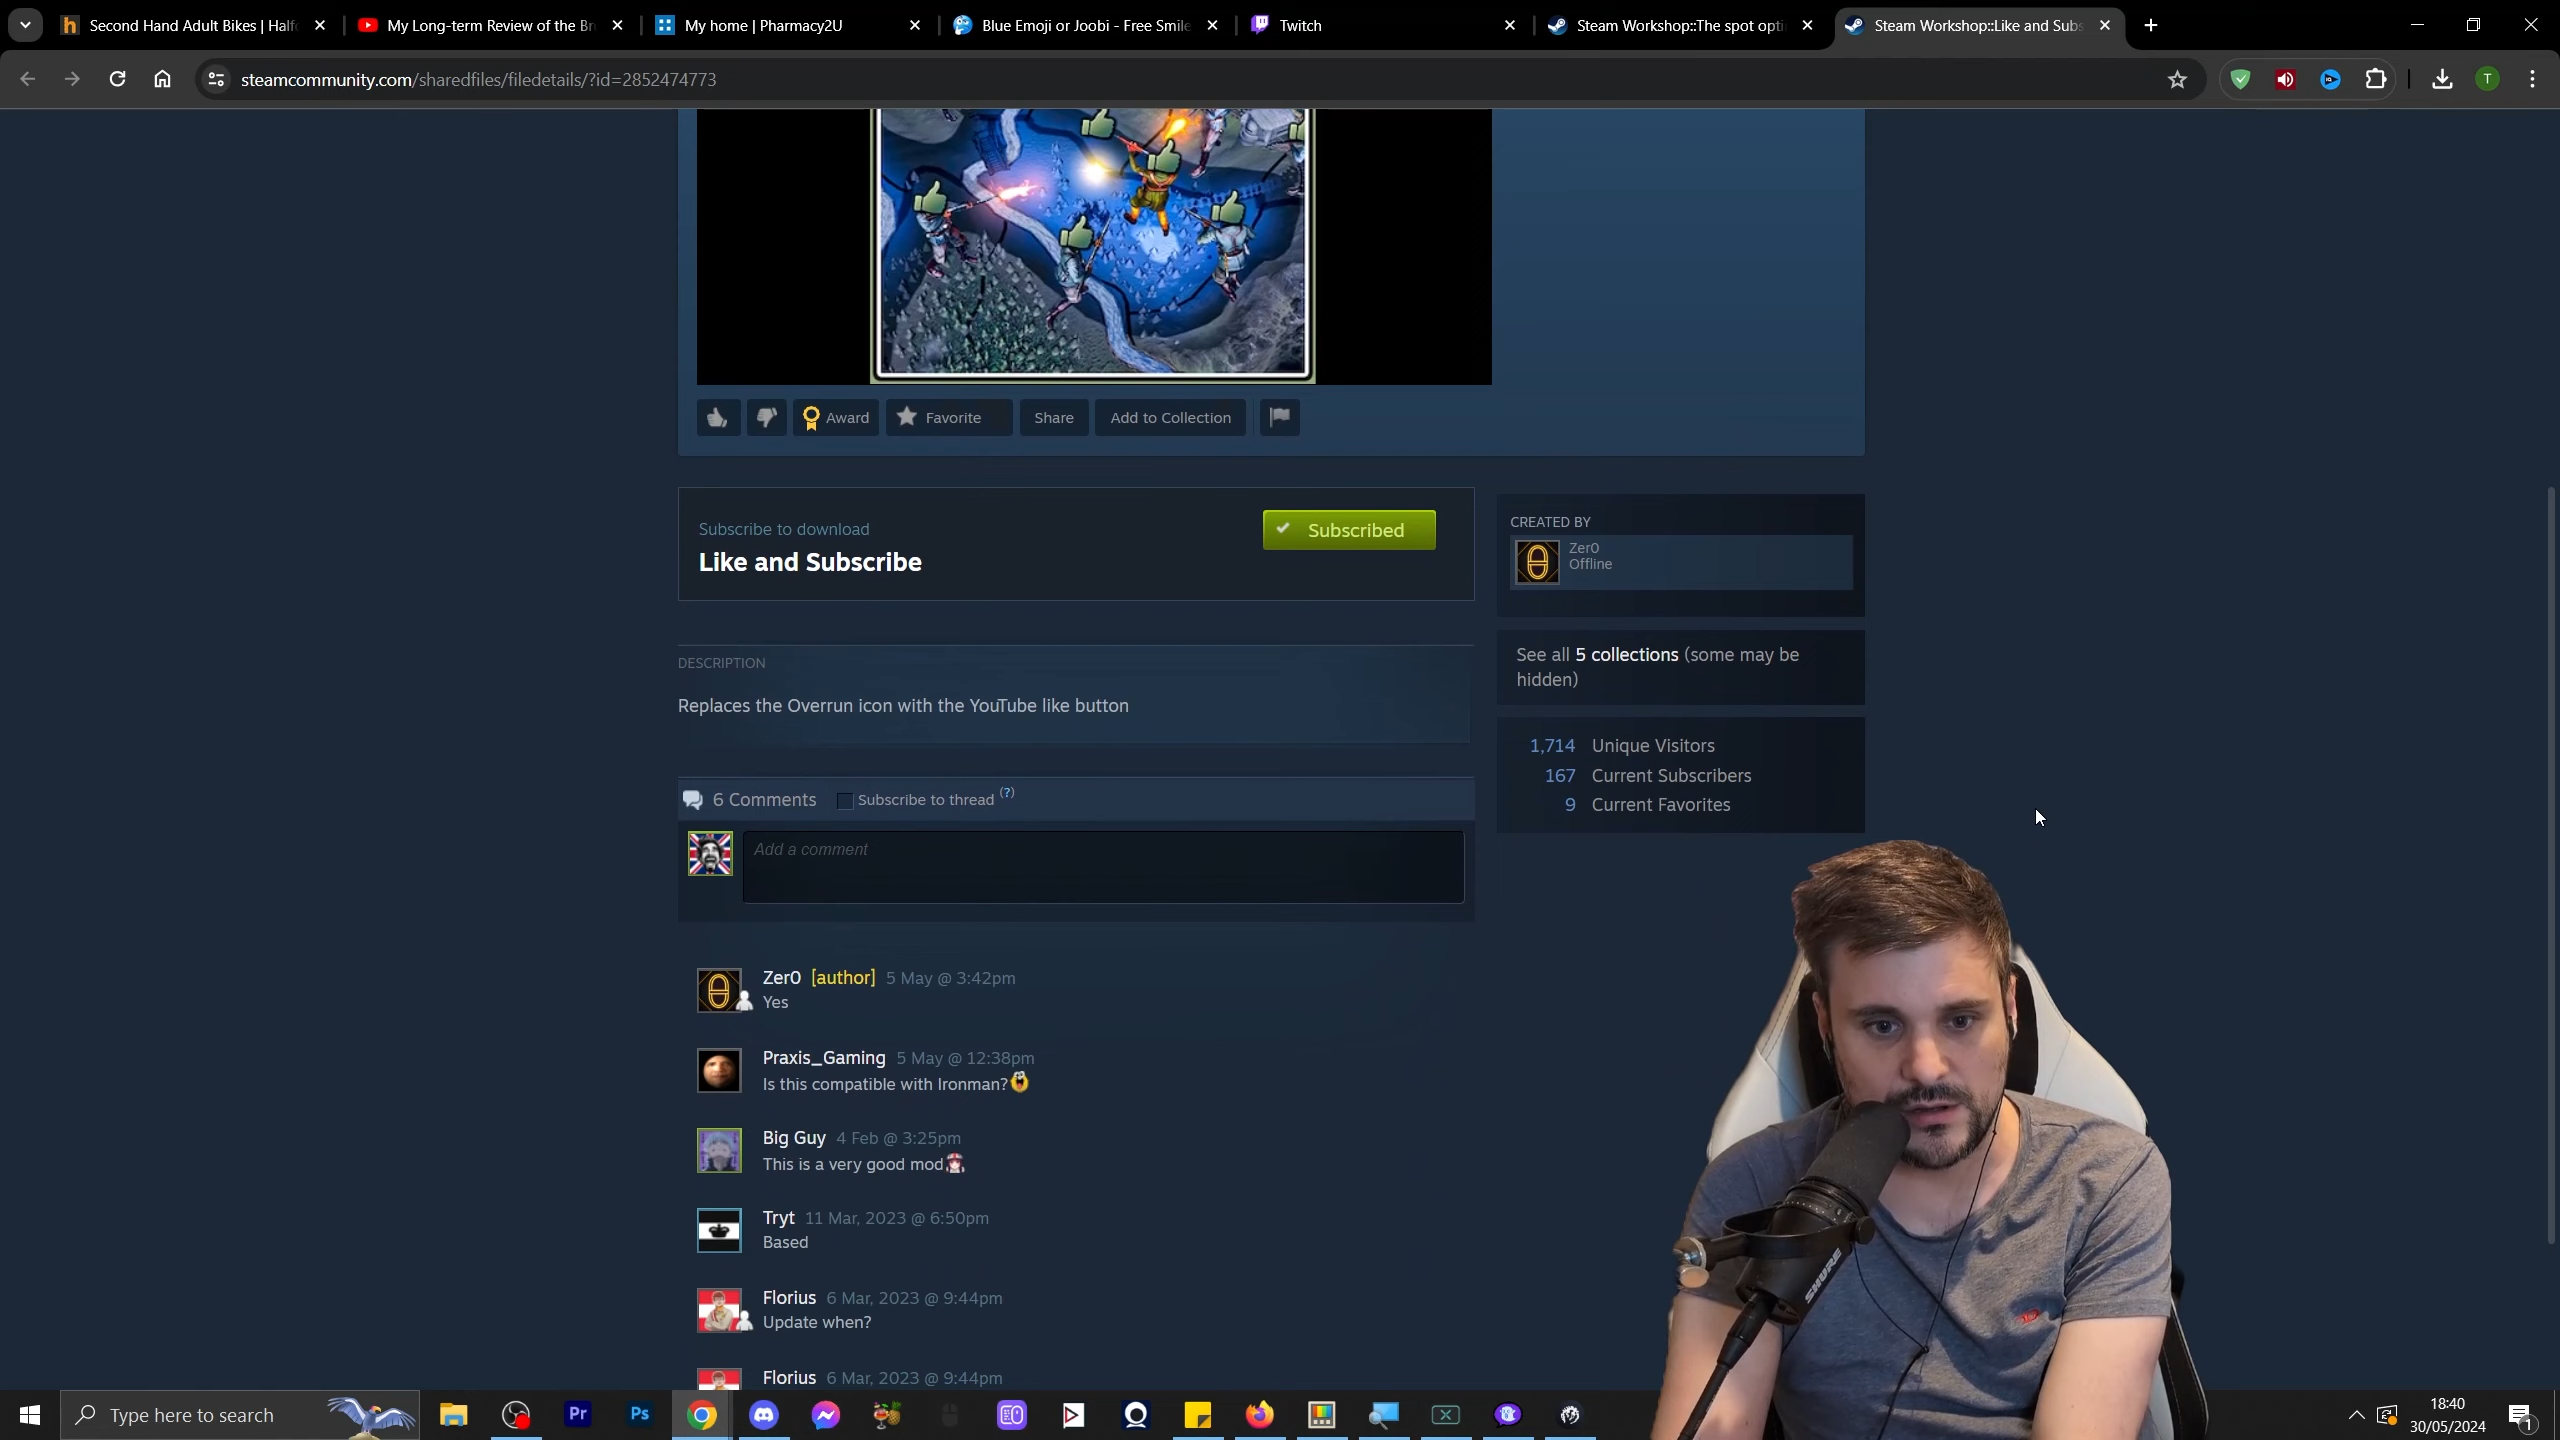 Second Hand Adult Bikes | Half
My Long-term Review of the Br
My home | Pharmacy2U
Blue Emoji or Joobi - Free Smile
Twitch
Steam Workshop::The spot opti
Steam Workshop::Like and Subs
steamcommunity.com/sharedfiles/filedetails/?id=2852474773
T
Award
Favorite
Share
Add to Collection
Subscribe to download
Like and Subscribe
Subscribed
CREATED BY
Zer0
Offline
See all 5 collections (some may be
hidden)
DESCRIPTION
Replaces the Overrun icon with the YouTube like button
1,714 Unique Visitors
167 Current Subscribers
9 Current Favorites
6 Comments
Subscribe to thread (?)
Add a comment
Zer0 [author] 5 May @ 3:42pm
Yes
Praxis_Gaming 5 May @ 12:38pm
Is this compatible with Ironman?
Big Guy 4 Feb @ 3:25pm
This is a very good mod
Tryt 11 Mar, 2023 @ 6:50pm
Based
Florius 6 Mar, 2023 @ 9:44pm
Update when?
Florius 6 Mar, 2023 @ 9:44pm
SHURE
Type here to search
Pr
Ps
18:40
30/05/2024
1